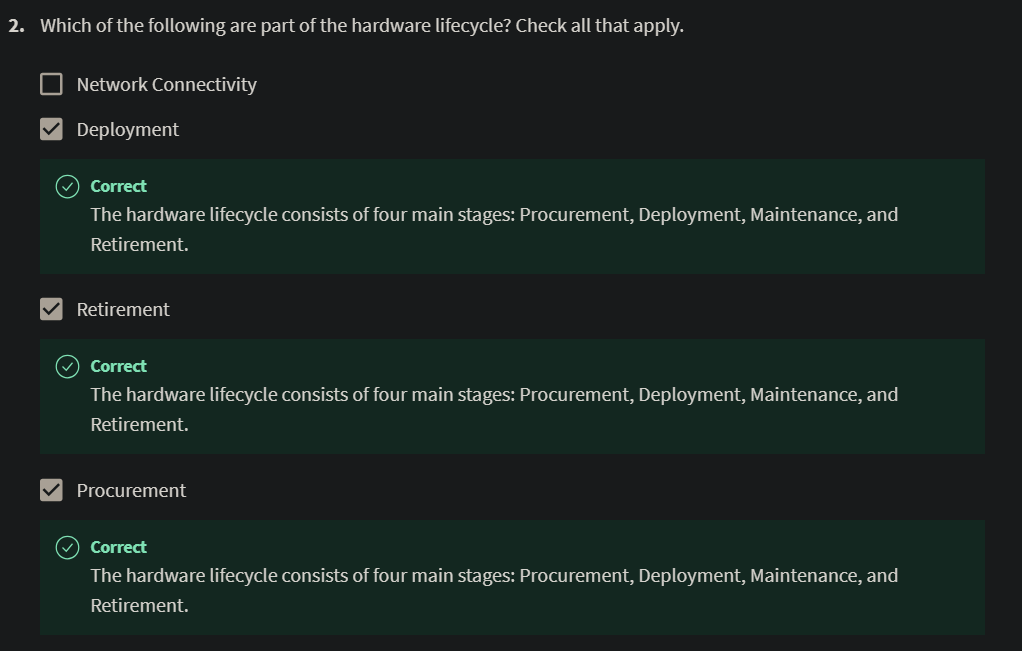 2. Which of the following are part of the hardware lifecycle? Check all that apply.
Network Connectivity
Deployment
Correct
The hardware lifecycle consists of four main stages: Procurement, Deployment, Maintenance, and
Retirement.
Retirement
Correct
The hardware lifecycle consists of four main stages: Procurement, Deployment, Maintenance, and
Retirement.
Procurement
Correct
The hardware lifecycle consists of four main stages: Procurement, Deployment, Maintenance, and
Retirement.